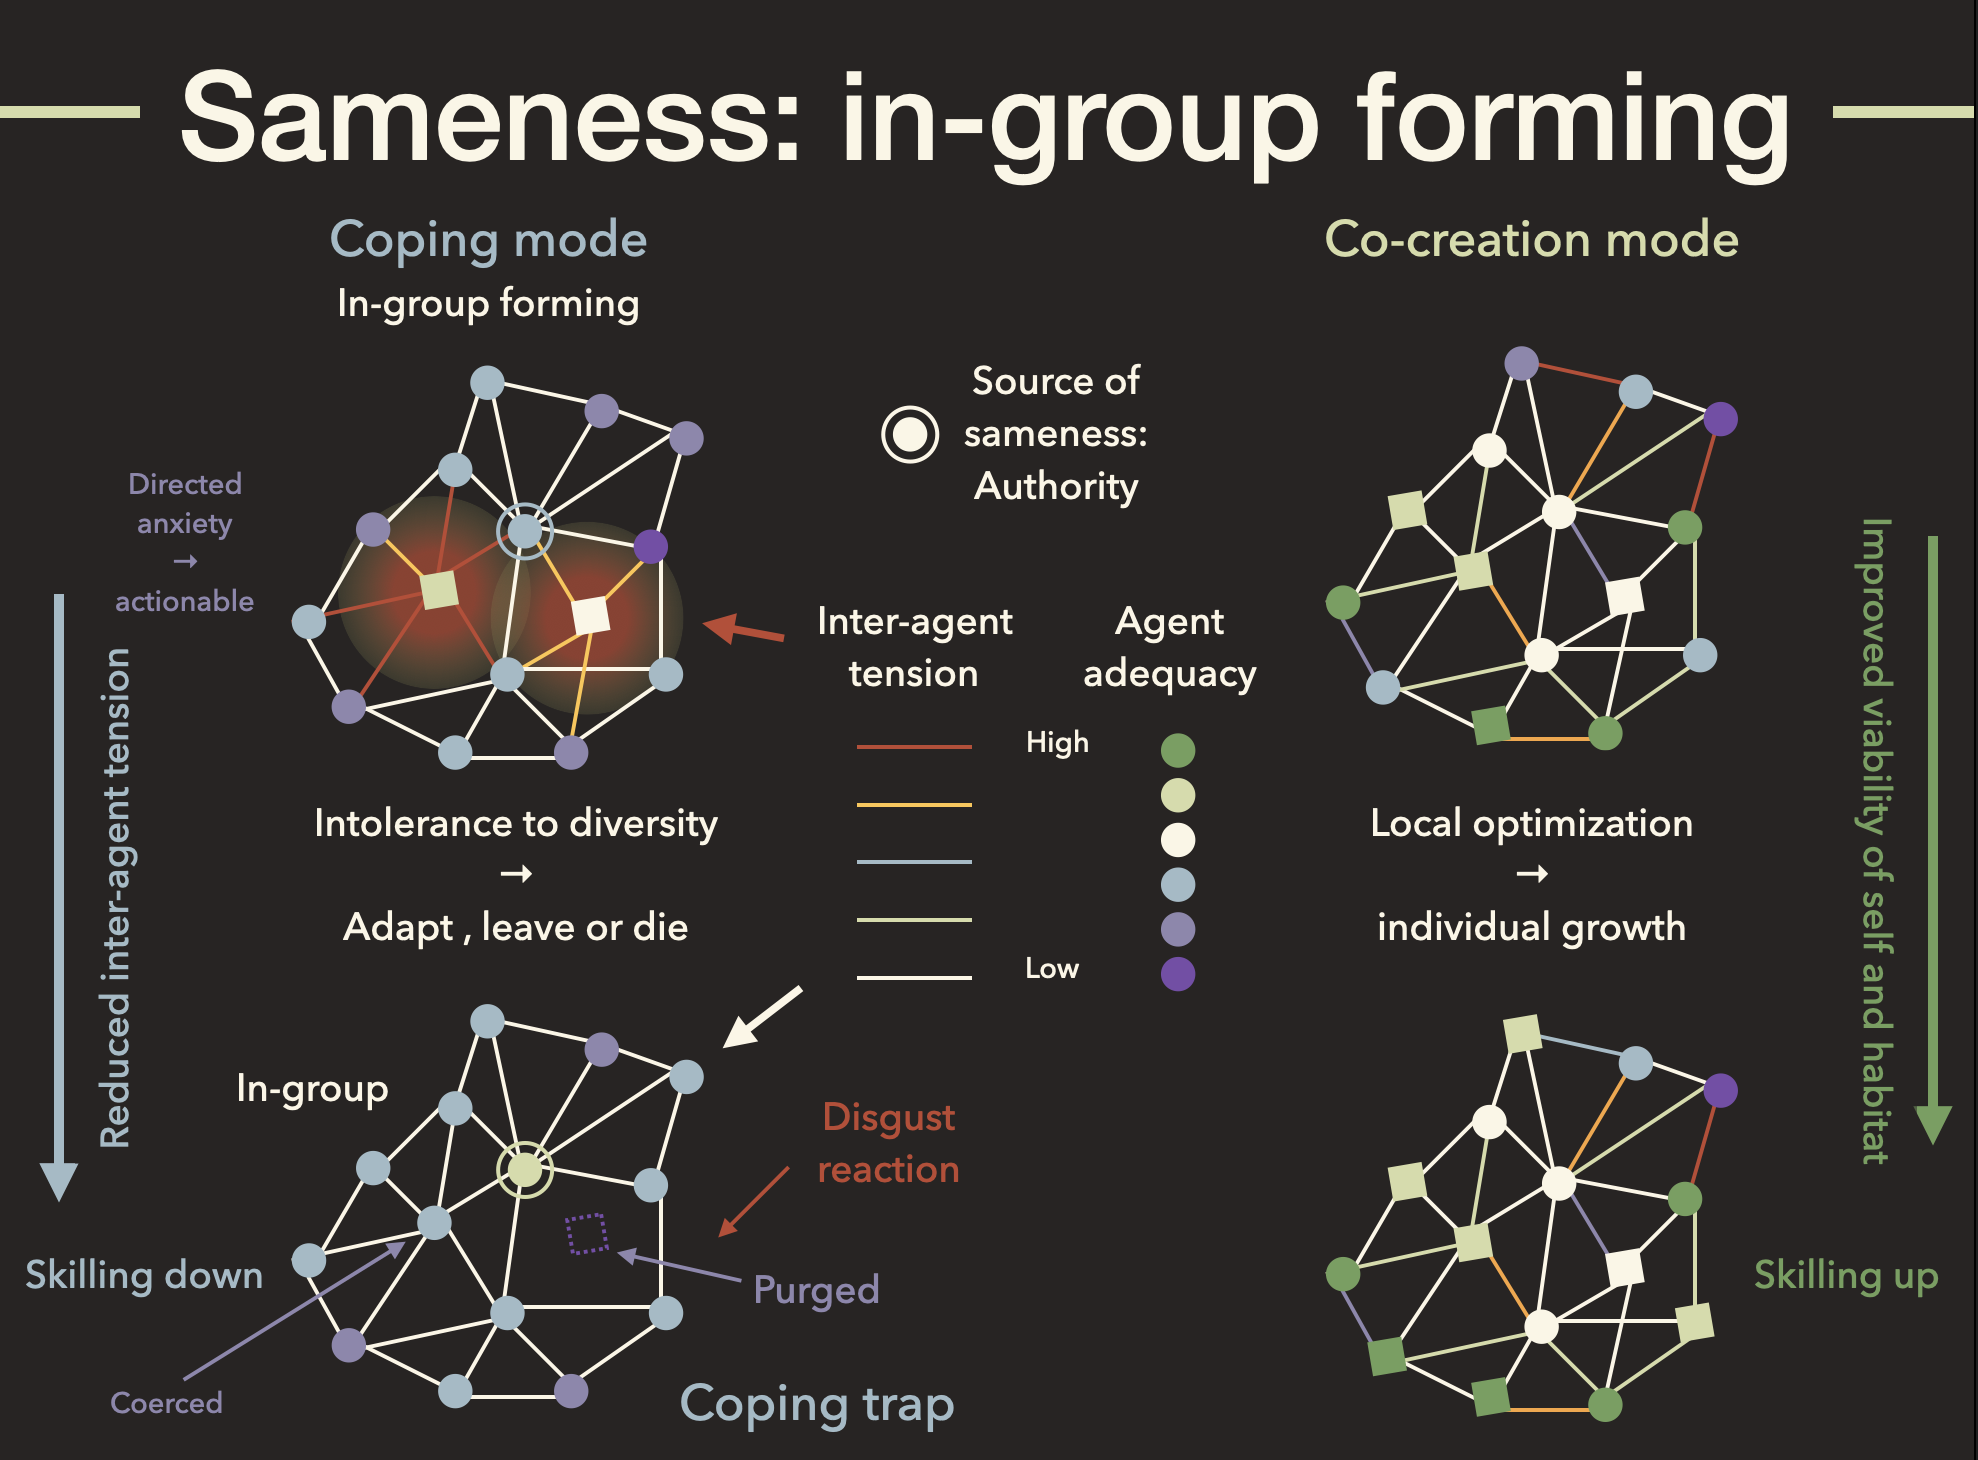 Sameness: in-group forming
Coping mode
In-group forming
Co-creation mode
Source of
sameness:
Authority
Directed
anxiety
→
actionable
Reduced inter-agent tension
Inter-agent
tension
Agent
adequacy
High
Low
Intolerance to diversity
→
Adapt , leave or die
Local optimization
→
individual growth
Improved viability of self and habitat
In-group
Disgust
reaction
Skilling down
Purged
Coerced
Coping trap
Skilling up